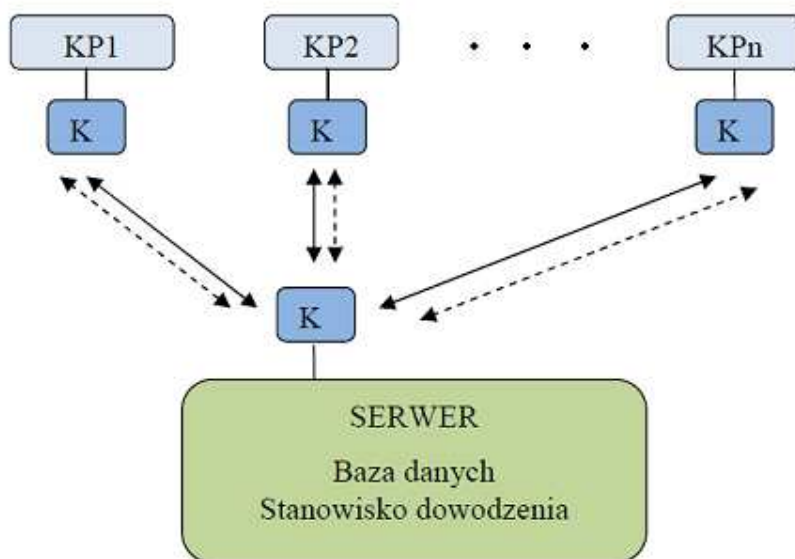 KP1 KP2 . . . KPn
K K K
K
SERWER
Baza danych
Stanowisko dowodzenia